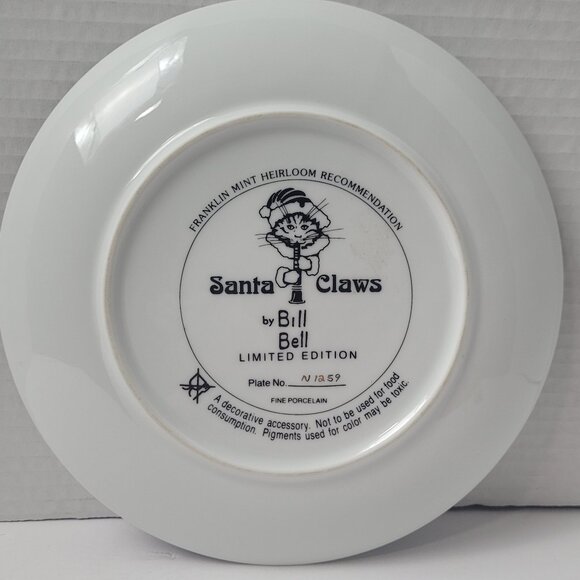 FRANKLIN MINT HEIRLOOM RECOMMENDATION
Santa Claws
by Bill
Bell
LIMITED EDITION
Plate No. N1259
FINE PORCELAIN
A decorative accessory. Not to be used for food
consumption. Pigments used for color may be toxic.